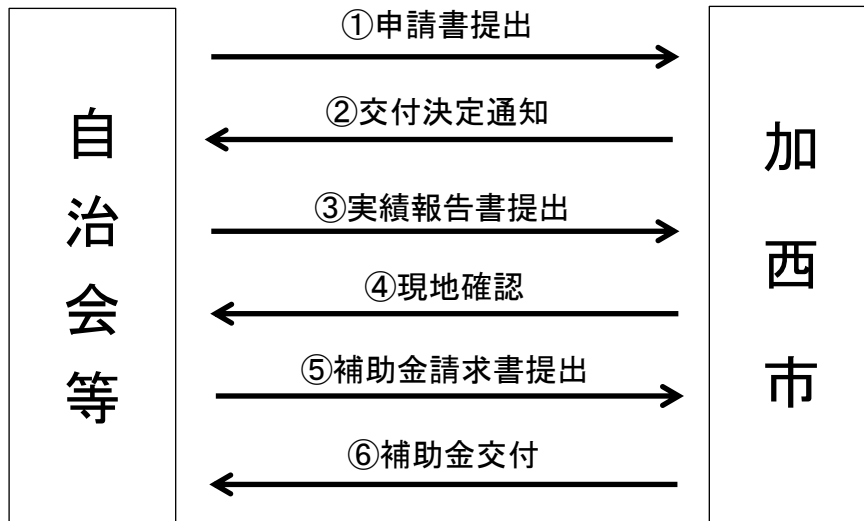 自治会等
①申請書提出
②交付決定通知
③実績報告書提出
④現地確認
⑤補助金請求書提出
⑥補助金交付
加西市